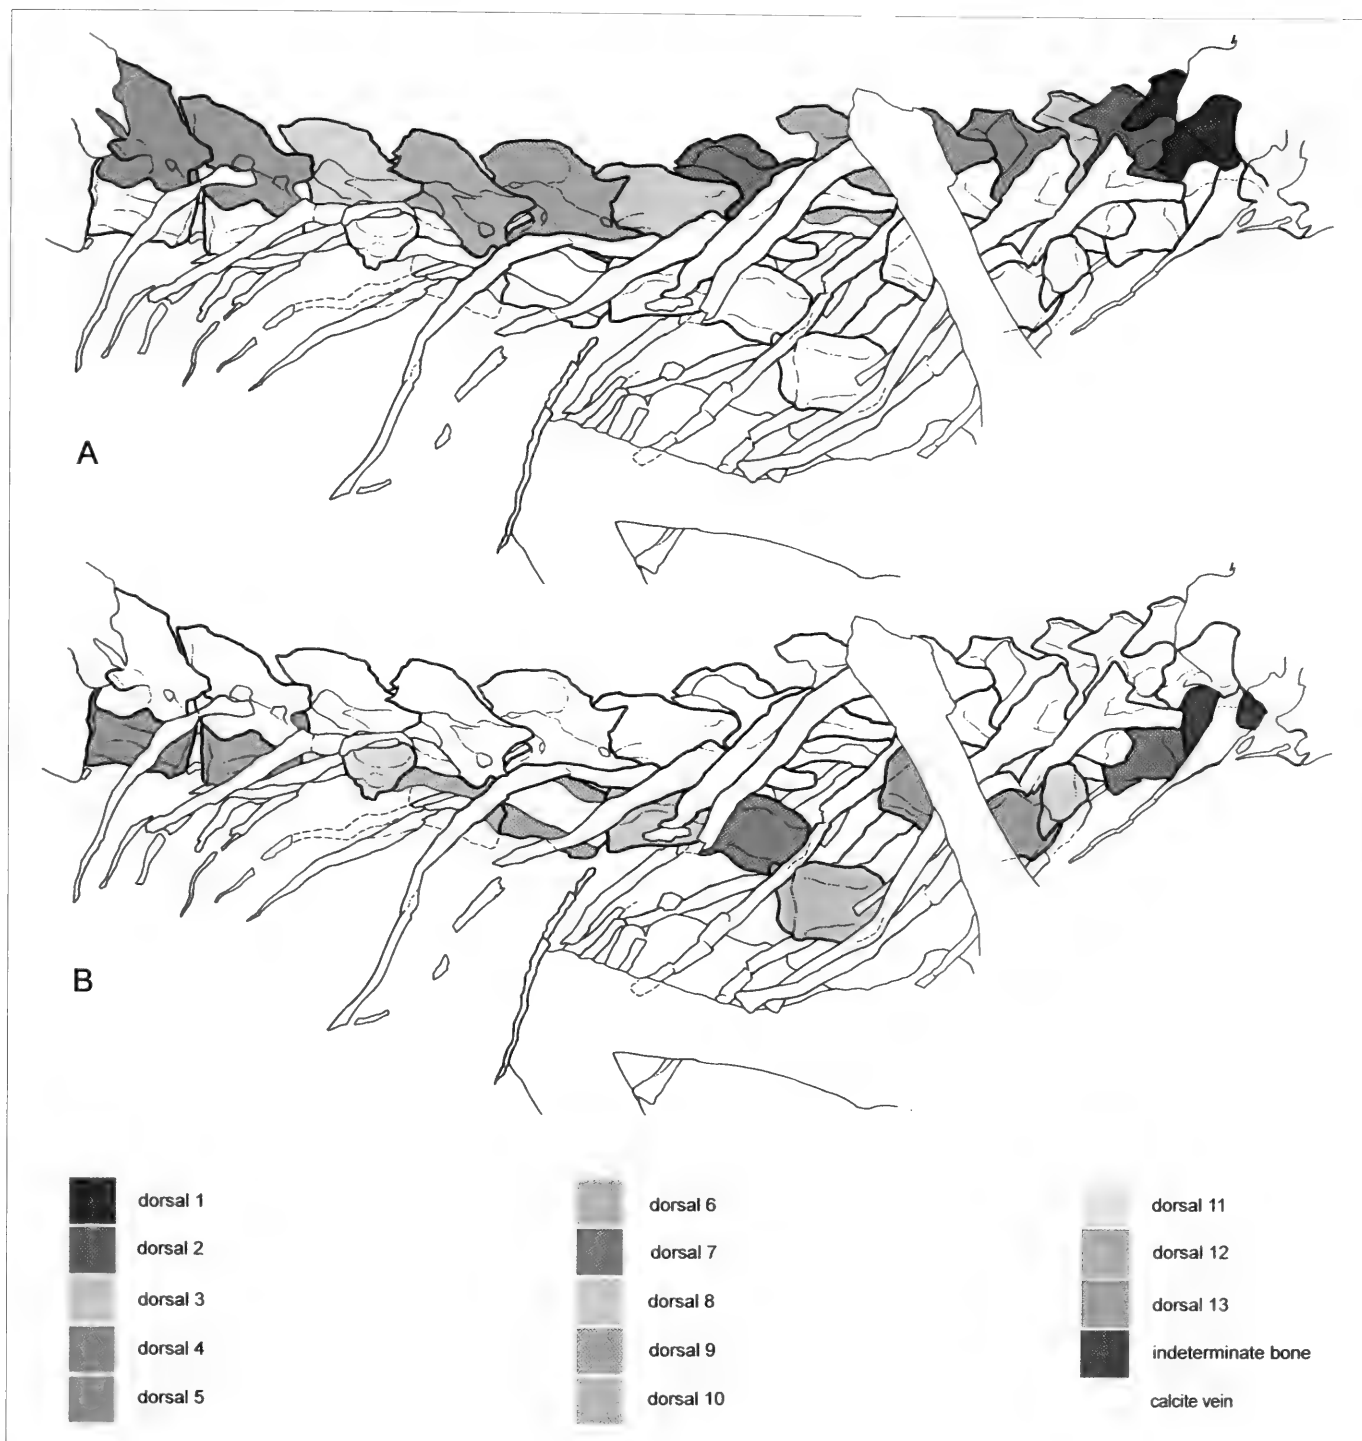 A
B
dorsal 1
dorsal 2
dorsal 3
dorsal 4
dorsal 5
dorsal 6
dorsal 7
dorsal 8
dorsal 9
dorsal 10
dorsal 11
dorsal 12
dorsal 13
indeterminate bone
calcite vein